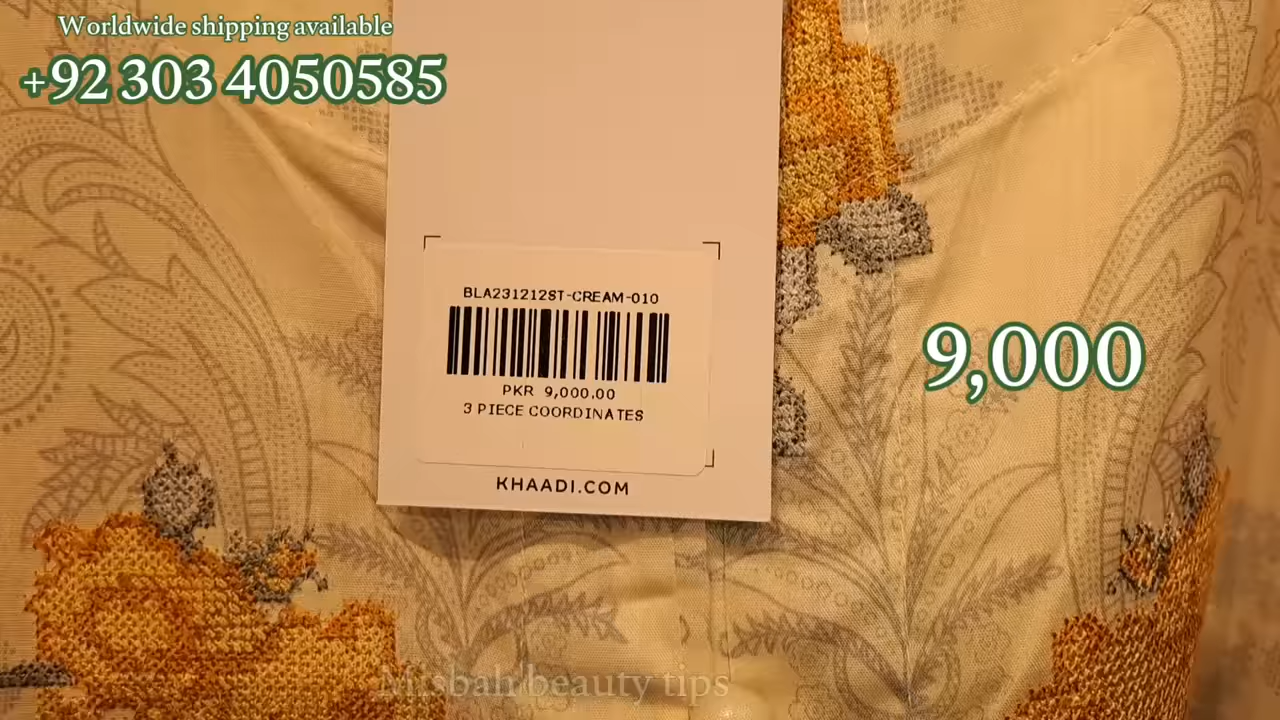 Worldwide shipping available
+92 303 4050585
BLA231212ST-CREAM-010
PKR 9,000.00
3 PIECE COORDINATES
KHAADI.COM
9,000
Misbah beauty tips